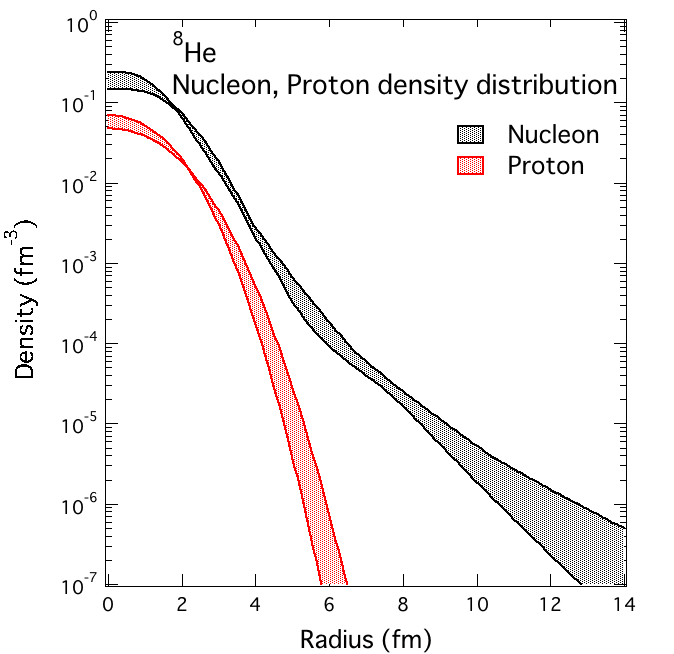 ⁸He
Nucleon, Proton density distribution
Nucleon
Proton
Density (fm⁻³)
10⁰
10⁻¹
10⁻²
10⁻³
10⁻⁴
10⁻⁵
10⁻⁶
10⁻⁷
0 2 4 6 8 10 12 14
Radius (fm)